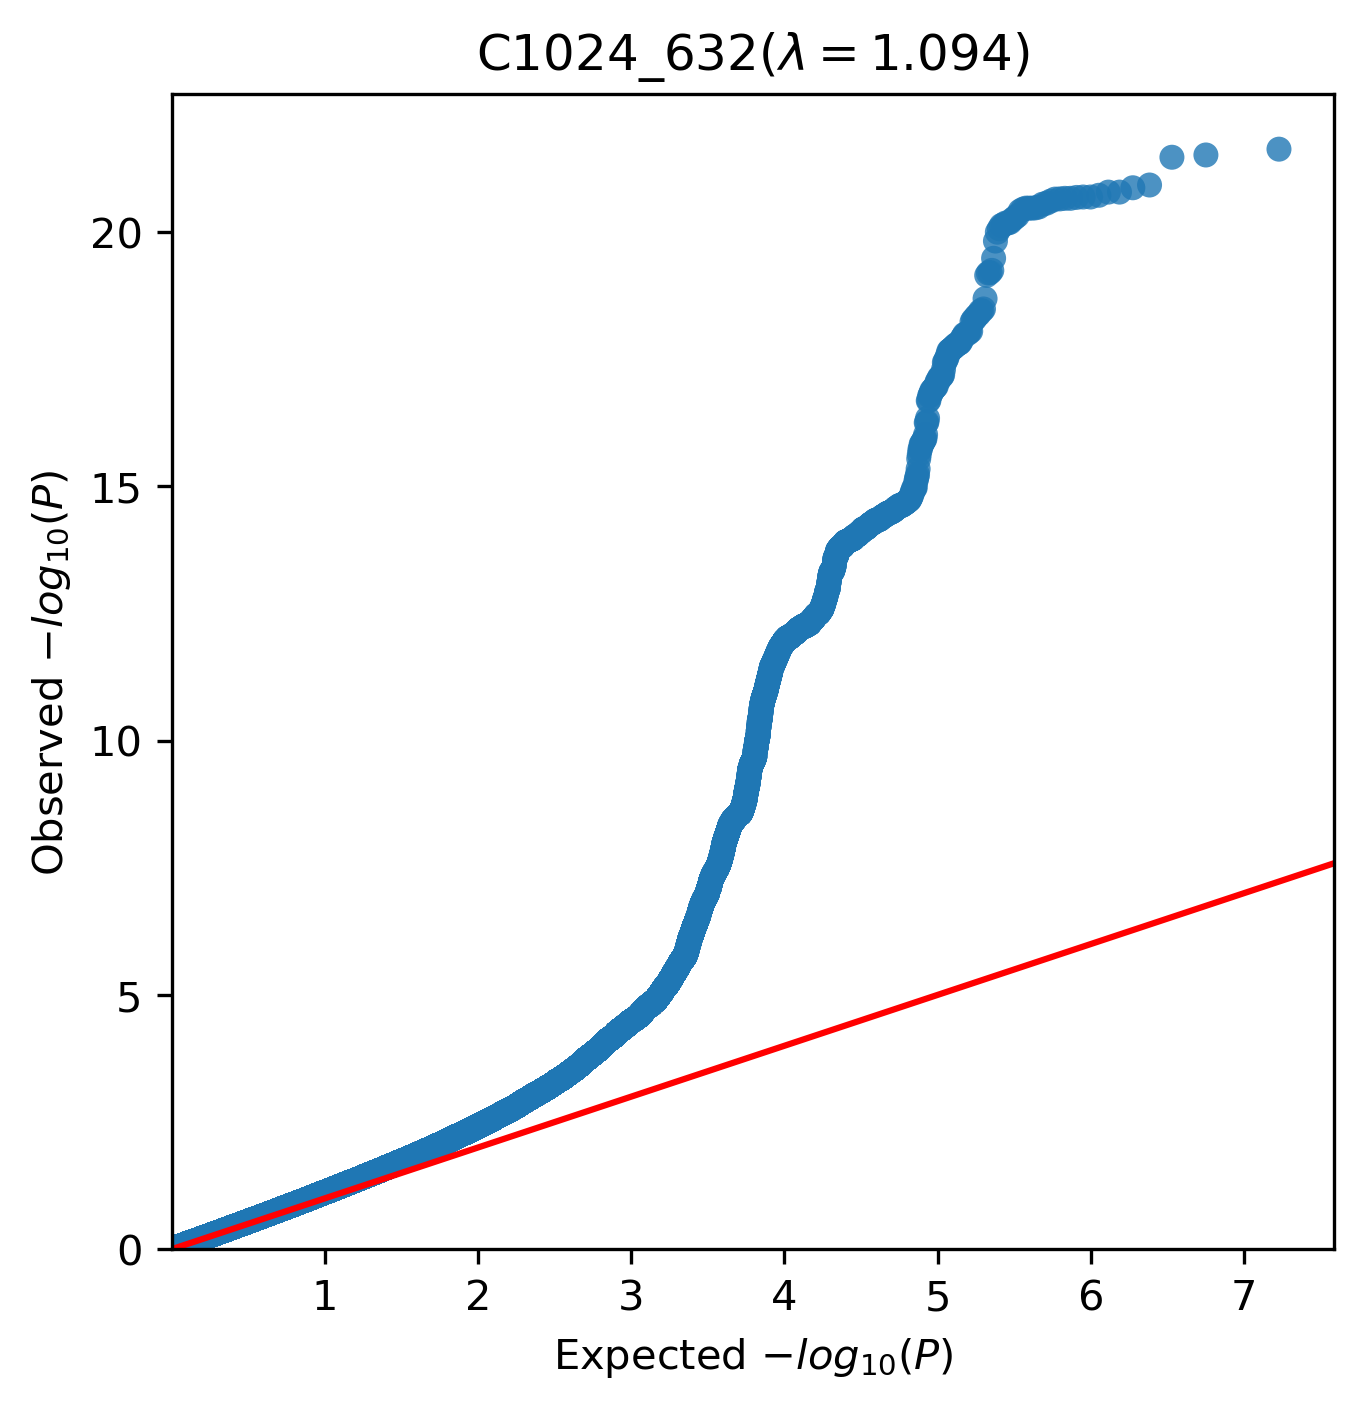 C1024_632(λ = 1.094)
Observed −log₁₀(P)
20
15
10
5
0
1 2 3 4 5 6 7
Expected −log₁₀(P)